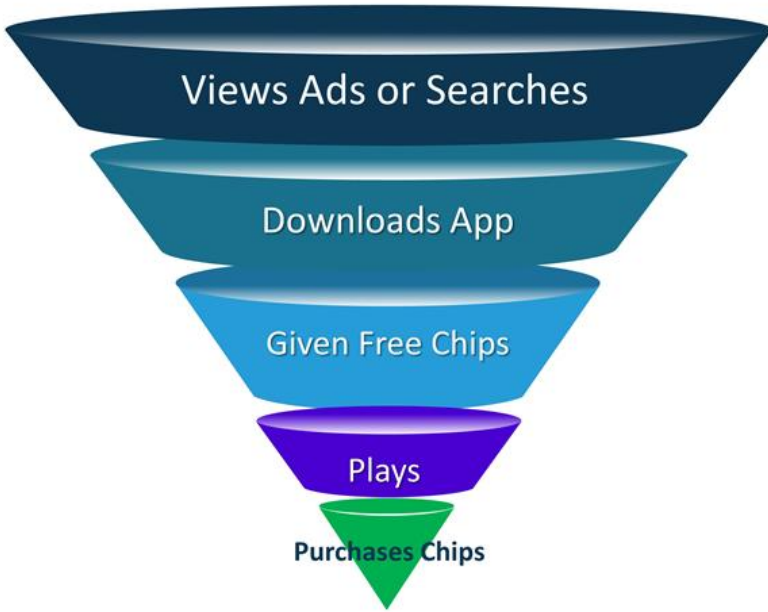 Views Ads or Searches
Downloads App
Given Free Chips
Plays
Purchases Chips